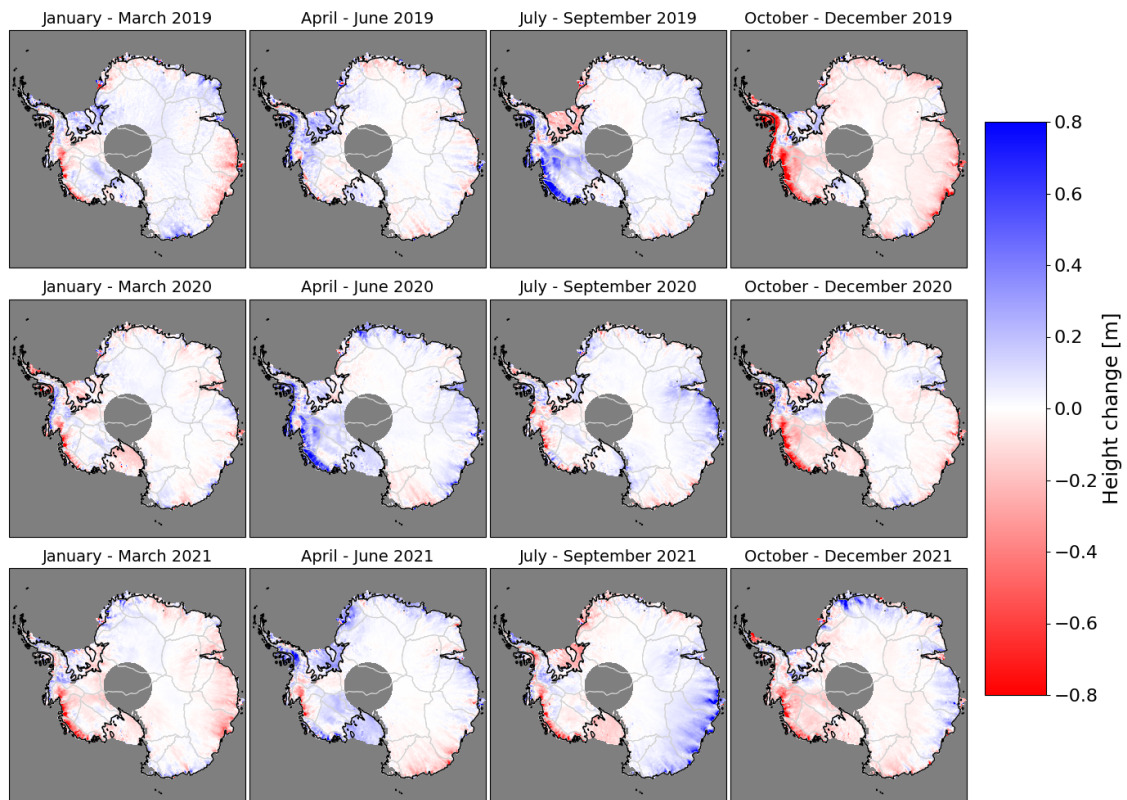 January - March 2019
April - June 2019
July - September 2019
October - December 2019
January - March 2020
April - June 2020
July - September 2020
October - December 2020
January - March 2021
April - June 2021
July - September 2021
October - December 2021
0.8
0.6
0.4
0.2
0.0
−0.2
−0.4
−0.6
−0.8
Height change [m]